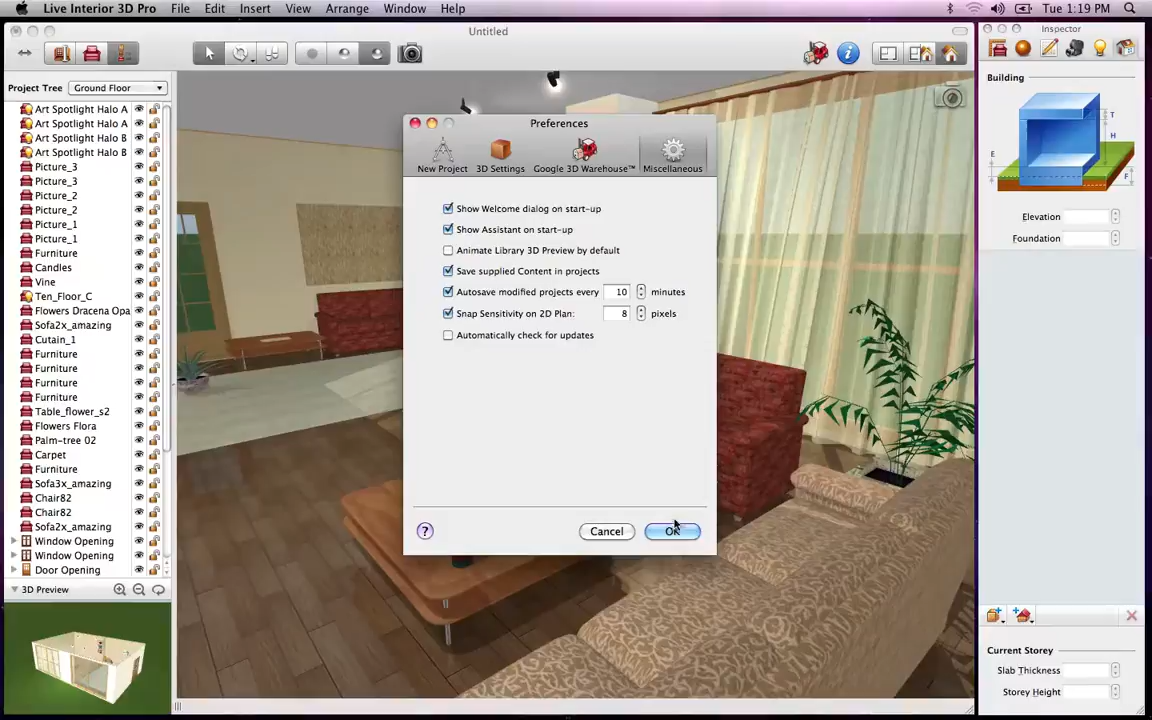 Live Interior 3D Pro File Edit Insert View Arrange Window Help Tue 1:19 PM
Untitled
Inspector
Project Tree: Ground Floor
Art Spotlight Halo A
Art Spotlight Halo A
Art Spotlight Halo B
Art Spotlight Halo B
Picture_3
Picture_3
Picture_2
Picture_2
Picture_1
Picture_1
Furniture
Candles
Vine
Ten_Floor_C
Flowers Dracena Opa
Sofa2x_amazing
Cutain_1
Furniture
Furniture
Furniture
Furniture
Table_flower_s2
Flowers Flora
Palm-tree 02
Carpet
Furniture
Sofa3x_amazing
Chair82
Chair82
Sofa2x_amazing
Window Opening
Window Opening
Door Opening
3D Preview
Preferences
New Project 3D Settings Google 3D Warehouse™ Miscellaneous
Show Welcome dialog on start-up
Show Assistant on start-up
Animate Library 3D Preview by default
Save supplied Content in projects
Autosave modified projects every 10 minutes
Snap Sensitivity on 2D Plan: 8 pixels
Automatically check for updates
? Cancel OK
Building
T
H
E
F
Elevation
Foundation
Current Storey
Slab Thickness
Storey Height